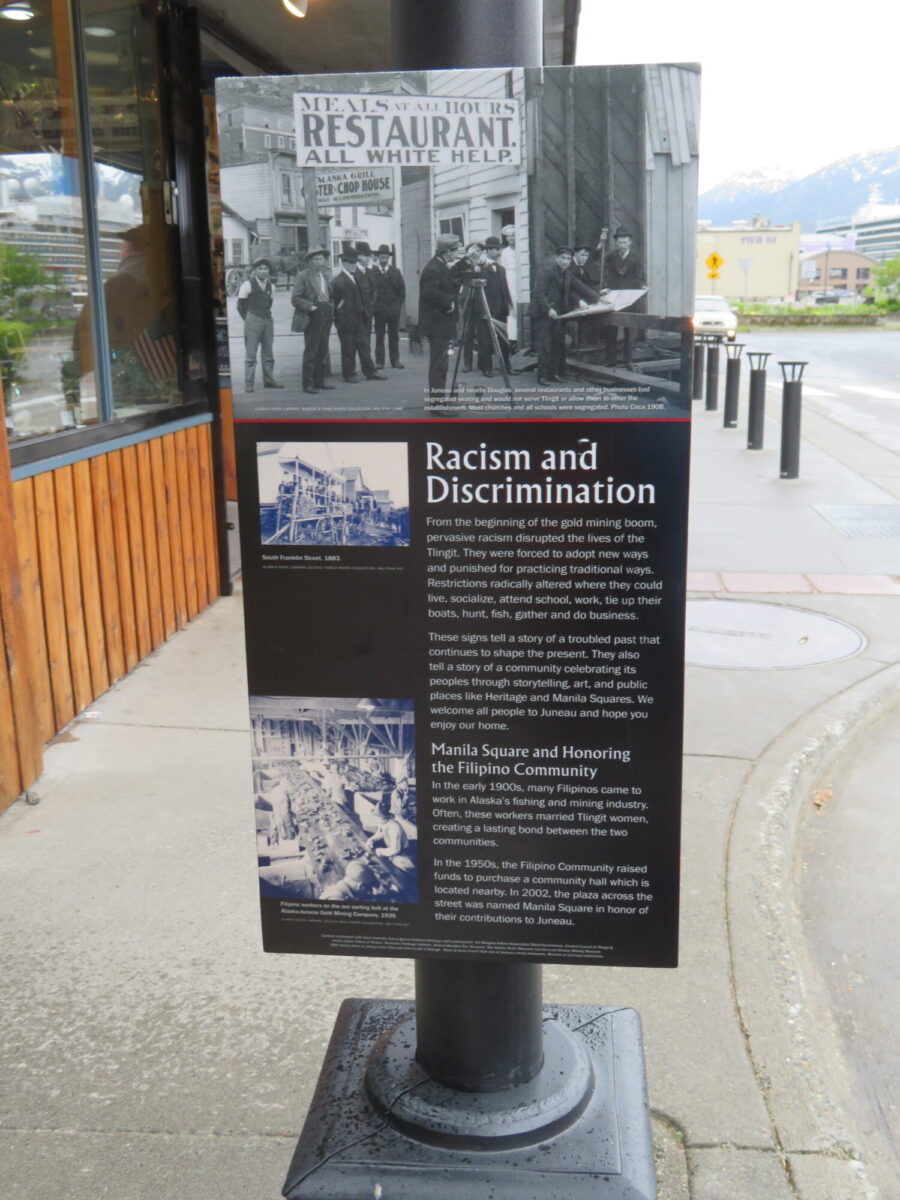 MEALS AT ALL HOURS
RESTAURANT.
ALL WHITE HELP.
ALASKA GRILL
STER & CHOP HOUSE
PIER 49
In Juneau and nearby Douglas, several restaurants and other businesses had
segregated seating and would not serve Tlingit or allow them to enter the
establishment. Most churches and all schools were segregated. Photo Circa 1908.
Racism and
Discrimination
South Franklin Street, 1883.
From the beginning of the gold mining boom,
pervasive racism disrupted the lives of the
Tlingit. They were forced to adopt new ways
and punished for practicing traditional ways.
Restrictions radically altered where they could
live, socialize, attend school, work, tie up their
boats, hunt, fish, gather and do business.
These signs tell a story of a troubled past that
continues to shape the present. They also
tell a story of a community celebrating its
peoples through storytelling, art, and public
places like Heritage and Manila Squares. We
welcome all people to Juneau and hope you
enjoy our home.
Manila Square and Honoring
the Filipino Community
In the early 1900s, many Filipinos came to
work in Alaska's fishing and mining industry.
Often, these workers married Tlingit women,
creating a lasting bond between the two
communities.
In the 1950s, the Filipino Community raised
funds to purchase a community hall which is
located nearby. In 2002, the plaza across the
street was named Manila Square in honor of
their contributions to Juneau.
Filipino workers on the ore sorting belt at the
Alaska-Juneau Gold Mining Company, 1939.